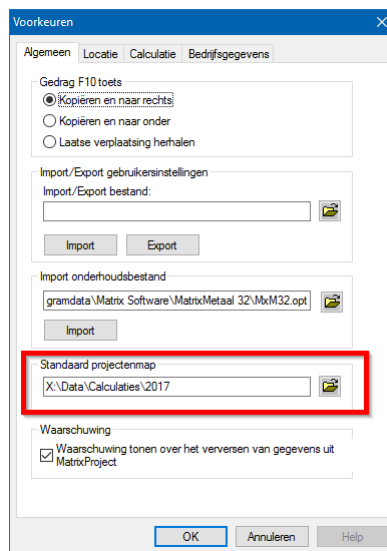 Voorkeuren
Algemeen Locatie Calculatie Bedrijfsgegevens
Gedrag F10 toets
Kopiëren en naar rechts
Kopiëren en naar onder
Laatse verplaatsing herhalen
Import/Export gebruikersinstellingen
Import/Export bestand:
Import Export
Import onderhoudsbestand
gramdata\Matrix Software\MatrixMetaal 32\MxM32.opt
Import
Standaard projectenmap
X:\Data\Calculaties\2017
Waarschuwing
Waarschuwing tonen over het verversen van gegevens uit
MatrixProject
OK Annuleren Help